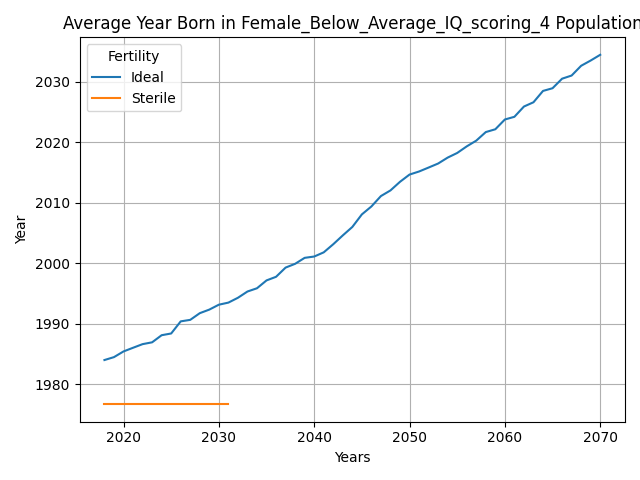 Average Year Born in Female_Below_Average_IQ_scoring_4 Population
Fertility
Ideal
Sterile
Year
2030
2020
2010
2000
1990
1980
2020
2030
2040
2050
2060
2070
Years